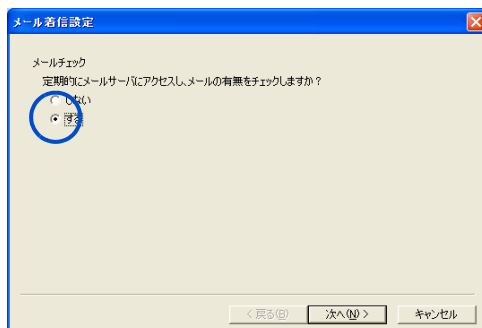 メール着信設定
メールチェック
定期的にメールサーバにアクセスし、メールの有無をチェックしますか?
しない
する
< 戻る(B) 次へ(N) > キャンセル